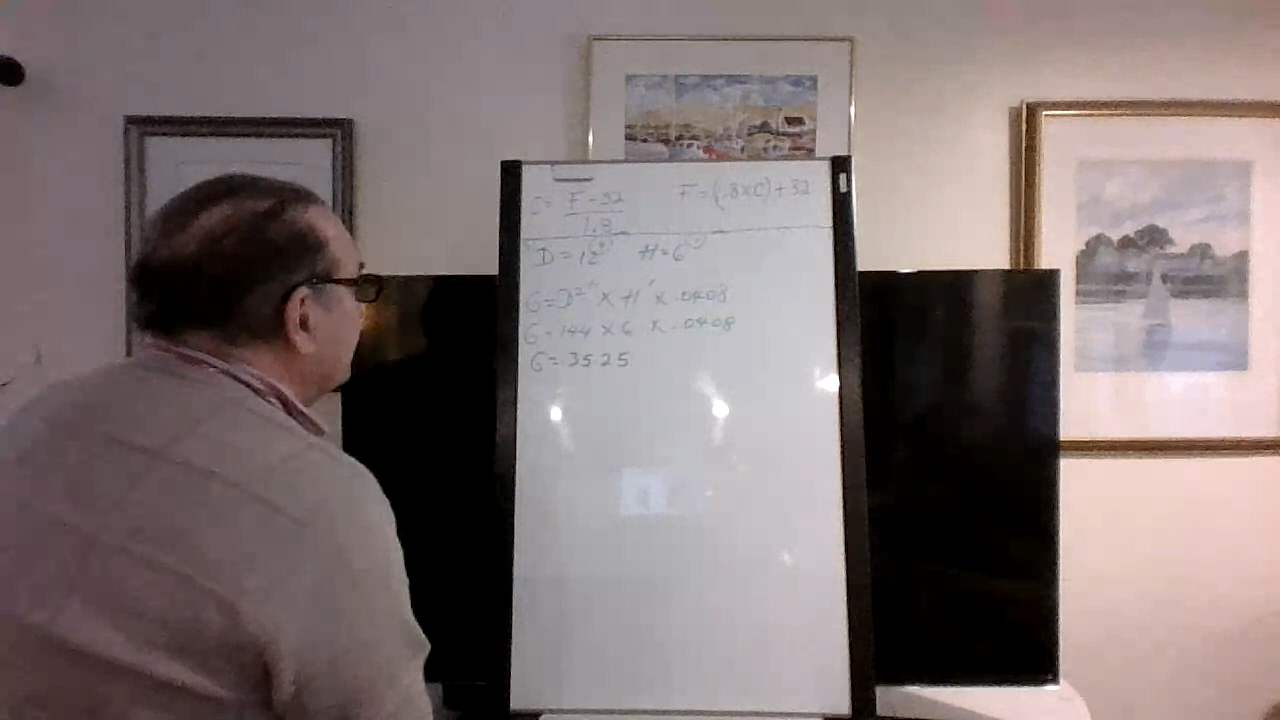 C = F - 32 / 1.8 F = (1.8 x C) + 32
D = 12" H = 6'
G = D²" x H' x .0408
G = 144 x 6 x .0408
G = 35.25